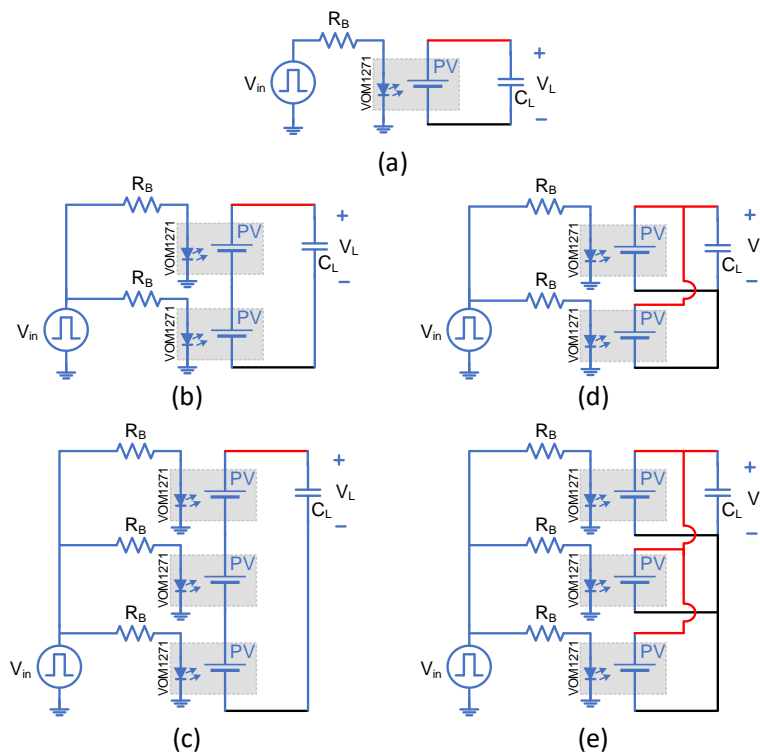 R_B
V_in
VOM1271
PV
+
C_L
V_L
−
(a)
R_B
VOM1271
PV
+
C_L
V_L
−
R_B
VOM1271
PV
V_in
(b)
R_B
VOM1271
PV
+
C_L
V
−
R_B
VOM1271
PV
V_in
(d)
R_B
VOM1271
PV
+
C_L
V_L
−
R_B
VOM1271
PV
R_B
VOM1271
PV
V_in
(c)
R_B
VOM1271
PV
+
C_L
V
−
R_B
VOM1271
PV
R_B
VOM1271
PV
V_in
(e)